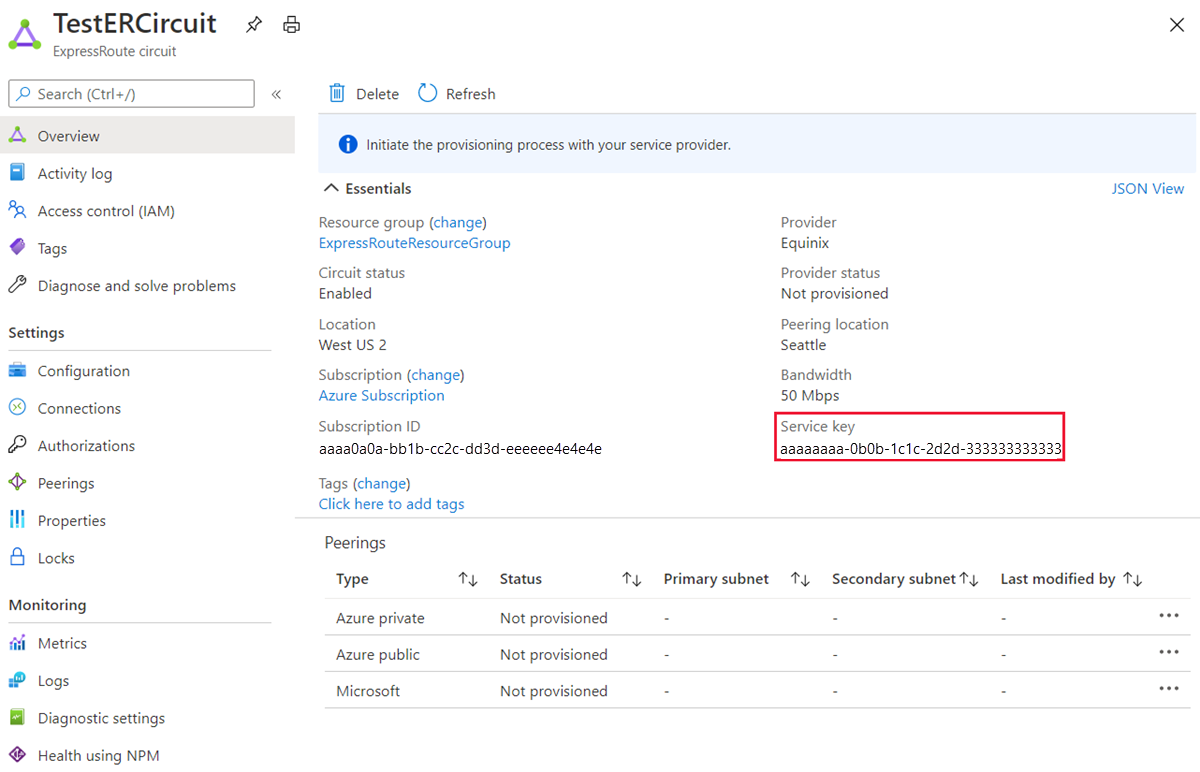 TestERCircuit
ExpressRoute circuit
Search (Ctrl+/)
«
Overview
Activity log
Access control (IAM)
Tags
Diagnose and solve problems
Settings
Configuration
Connections
Authorizations
Peerings
Properties
Locks
Monitoring
Metrics
Logs
Diagnostic settings
Health using NPM
Delete Refresh
Initiate the provisioning process with your service provider.
Essentials
JSON View
Resource group (change)
ExpressRouteResourceGroup
Circuit status
Enabled
Location
West US 2
Subscription (change)
Azure Subscription
Subscription ID
aaaa0a0a-bb1b-cc2c-dd3d-eeeeee4e4e4e
Tags (change)
Click here to add tags
Provider
Equinix
Provider status
Not provisioned
Peering location
Seattle
Bandwidth
50 Mbps
Service key
aaaaaaaa-0b0b-1c1c-2d2d-333333333333
Peerings
Type Status Primary subnet Secondary subnet Last modified by
Azure private Not provisioned - - -
Azure public Not provisioned - - -
Microsoft Not provisioned - - -